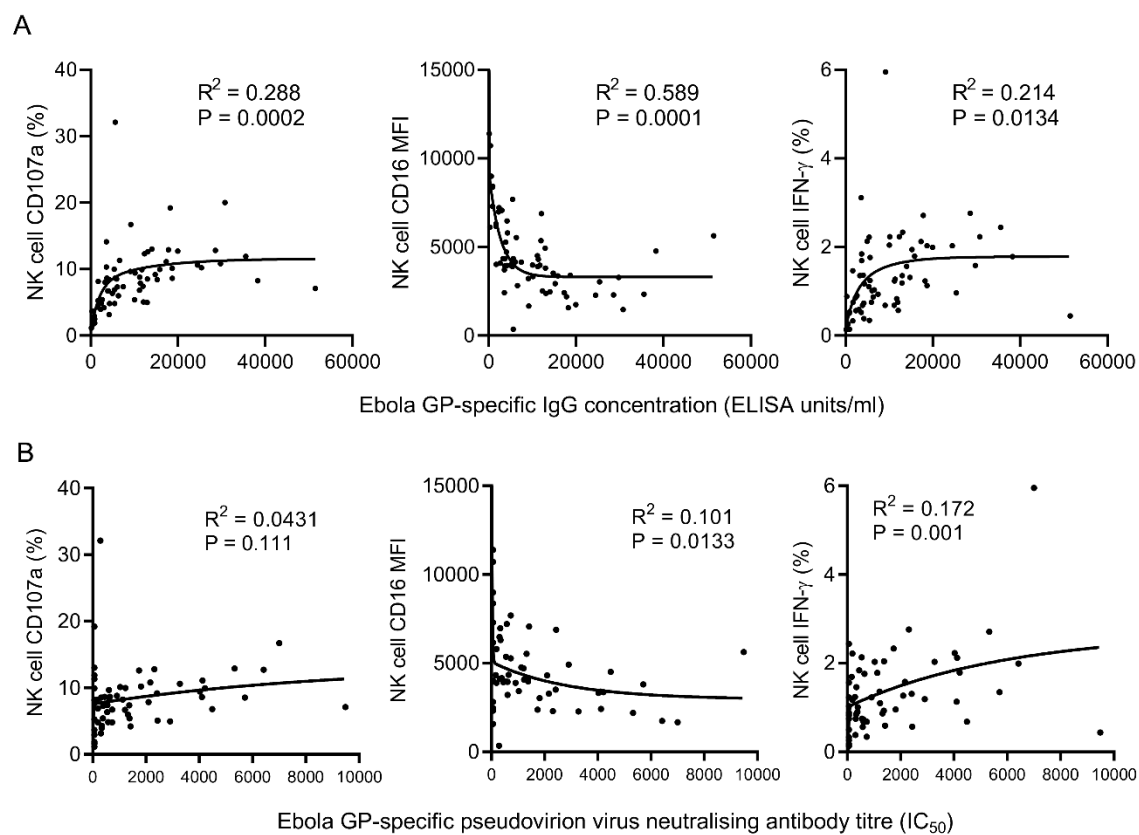 A
NK cell CD107a (%)
40
30
20
10
0
0 20000 40000 60000
R² = 0.288
P = 0.0002
NK cell CD16 MFI
15000
10000
5000
0
0 20000 40000 60000
R² = 0.589
P = 0.0001
NK cell IFN-γ (%)
6
4
2
0
0 20000 40000 60000
R² = 0.214
P = 0.0134
Ebola GP-specific IgG concentration (ELISA units/ml)
B
NK cell CD107a (%)
40
30
20
10
0
0 2000 4000 6000 8000 10000
R² = 0.0431
P = 0.111
NK cell CD16 MFI
15000
10000
5000
0
0 2000 4000 6000 8000 10000
R² = 0.101
P = 0.0133
NK cell IFN-γ (%)
6
4
2
0
0 2000 4000 6000 8000 10000
R² = 0.172
P = 0.001
Ebola GP-specific pseudovirion virus neutralising antibody titre (IC₅₀)